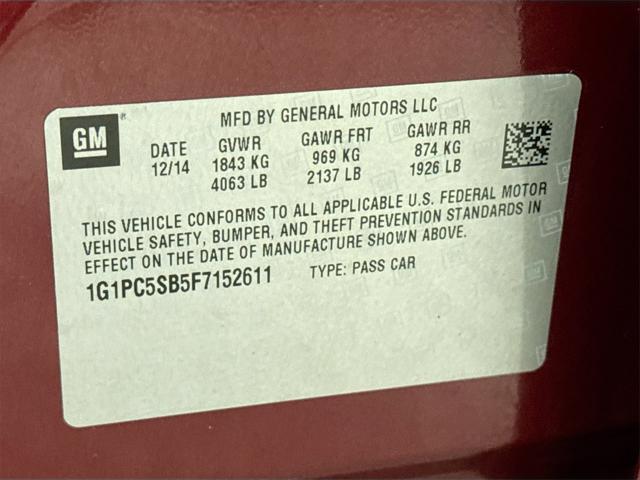 MFD BY GENERAL MOTORS LLC
GM
DATE GVWR GAWR FRT GAWR RR
12/14 1843 KG 969 KG 874 KG
4063 LB 2137 LB 1926 LB
THIS VEHICLE CONFORMS TO ALL APPLICABLE U.S. FEDERAL MOTOR
VEHICLE SAFETY, BUMPER, AND THEFT PREVENTION STANDARDS IN
EFFECT ON THE DATE OF MANUFACTURE SHOWN ABOVE.
1G1PC5SB5F7152611 TYPE: PASS CAR